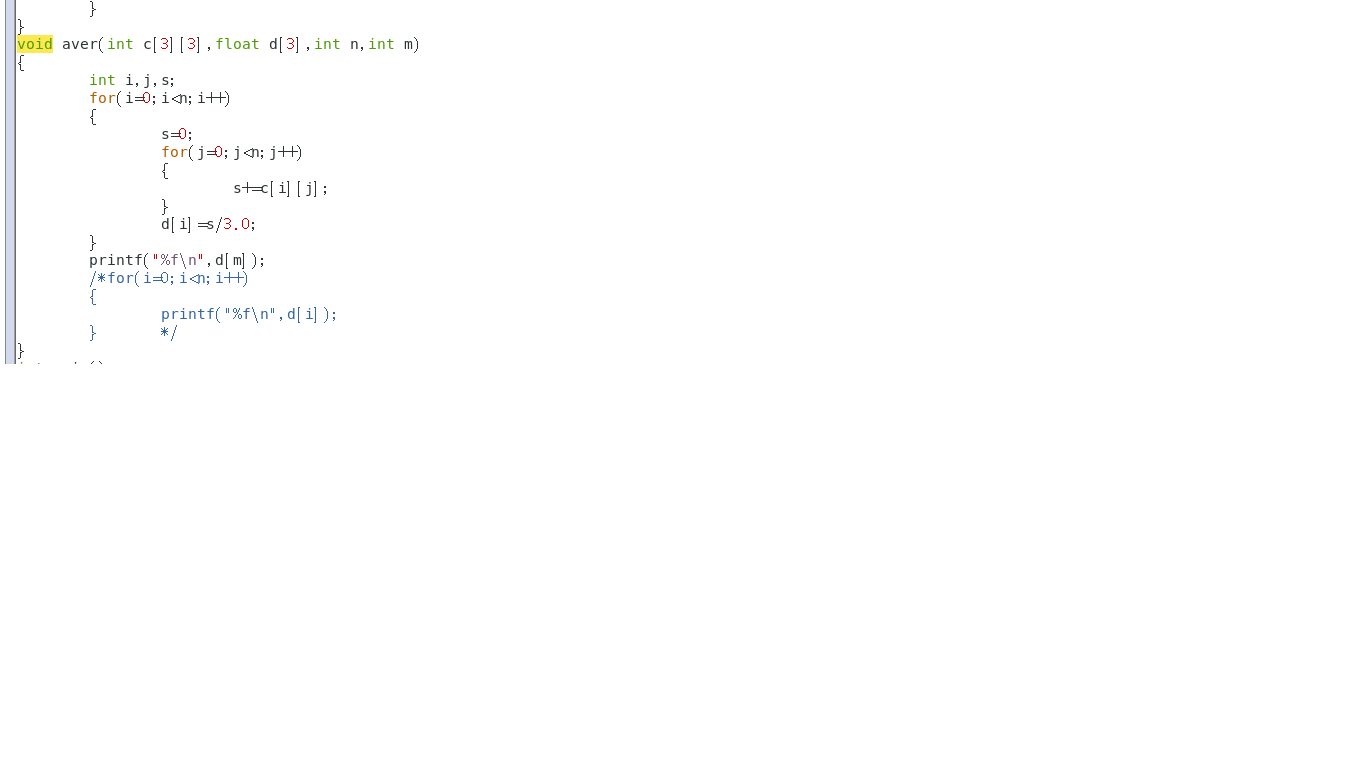 }
}
void aver(int c[3][3],float d[3],int n,int m)
{
int i,j,s;
for(i=0;i<n;i++)
{
s=0;
for(j=0;j<n;j++)
{
s+=c[i][j];
}
d[i]=s/3.0;
}
printf("%f\n",d[m]);
/*for(i=0;i<n;i++)
{
printf("%f\n",d[i]);
} */
}